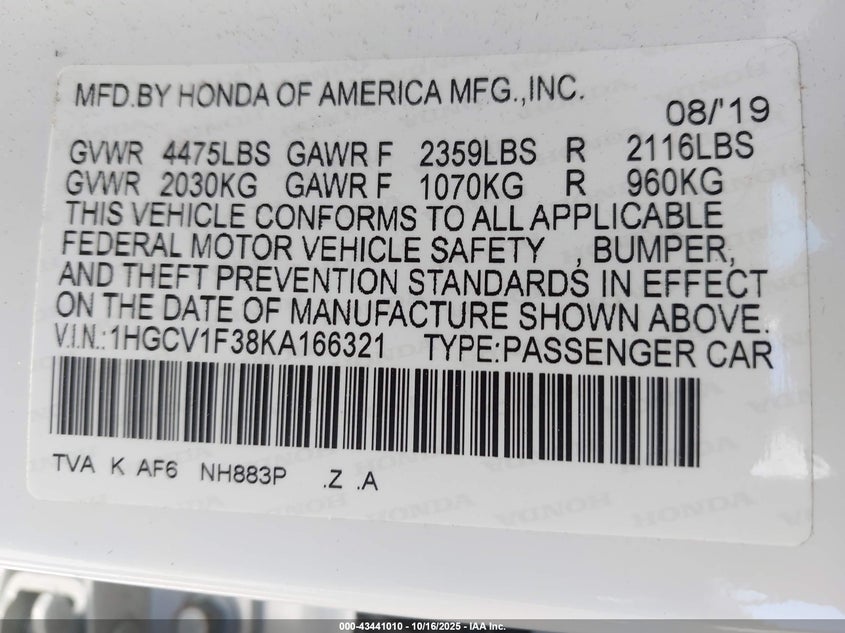 MFD.BY HONDA OF AMERICA MFG.,INC.
08/'19
GVWR 4475LBS GAWR F 2359LBS R 2116LBS
GVWR 2030KG GAWR F 1070KG R 960KG
THIS VEHICLE CONFORMS TO ALL APPLICABLE
FEDERAL MOTOR VEHICLE SAFETY , BUMPER,
AND THEFT PREVENTION STANDARDS IN EFFECT
ON THE DATE OF MANUFACTURE SHOWN ABOVE.
V.I.N.:1HGCV1F38KA166321 TYPE:PASSENGER CAR
TVA K AF6 NH883P .Z .A
HONDA HONDA HONDA
000-43441010 - 10/16/2025 - IAA Inc.